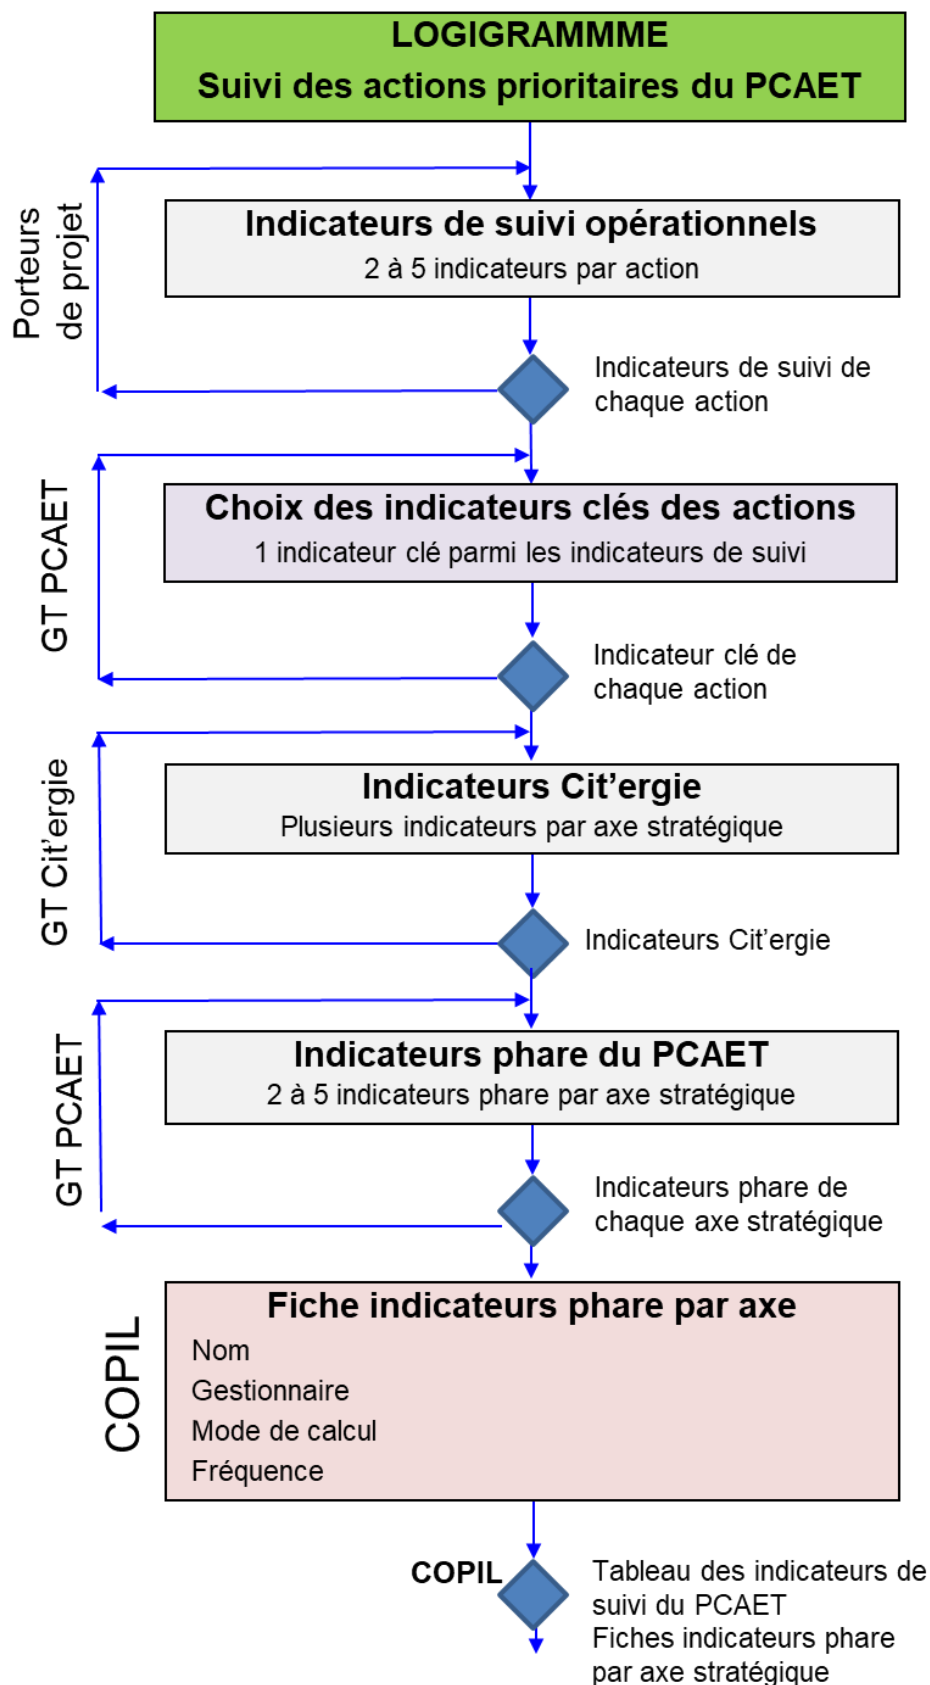 LOGIGRAMMME
Suivi des actions prioritaires du PCAET
Porteurs
de projet
Indicateurs de suivi opérationnels
2 à 5 indicateurs par action
Indicateurs de suivi de
chaque action
GT PCAET
Choix des indicateurs clés des actions
1 indicateur clé parmi les indicateurs de suivi
Indicateur clé de
chaque action
GT Cit'ergie
Indicateurs Cit'ergie
Plusieurs indicateurs par axe stratégique
Indicateurs Cit'ergie
GT PCAET
Indicateurs phare du PCAET
2 à 5 indicateurs phare par axe stratégique
Indicateurs phare de
chaque axe stratégique
COPIL
Fiche indicateurs phare par axe
Nom
Gestionnaire
Mode de calcul
Fréquence
COPIL
Tableau des indicateurs de
suivi du PCAET
Fiches indicateurs phare
par axe stratégique